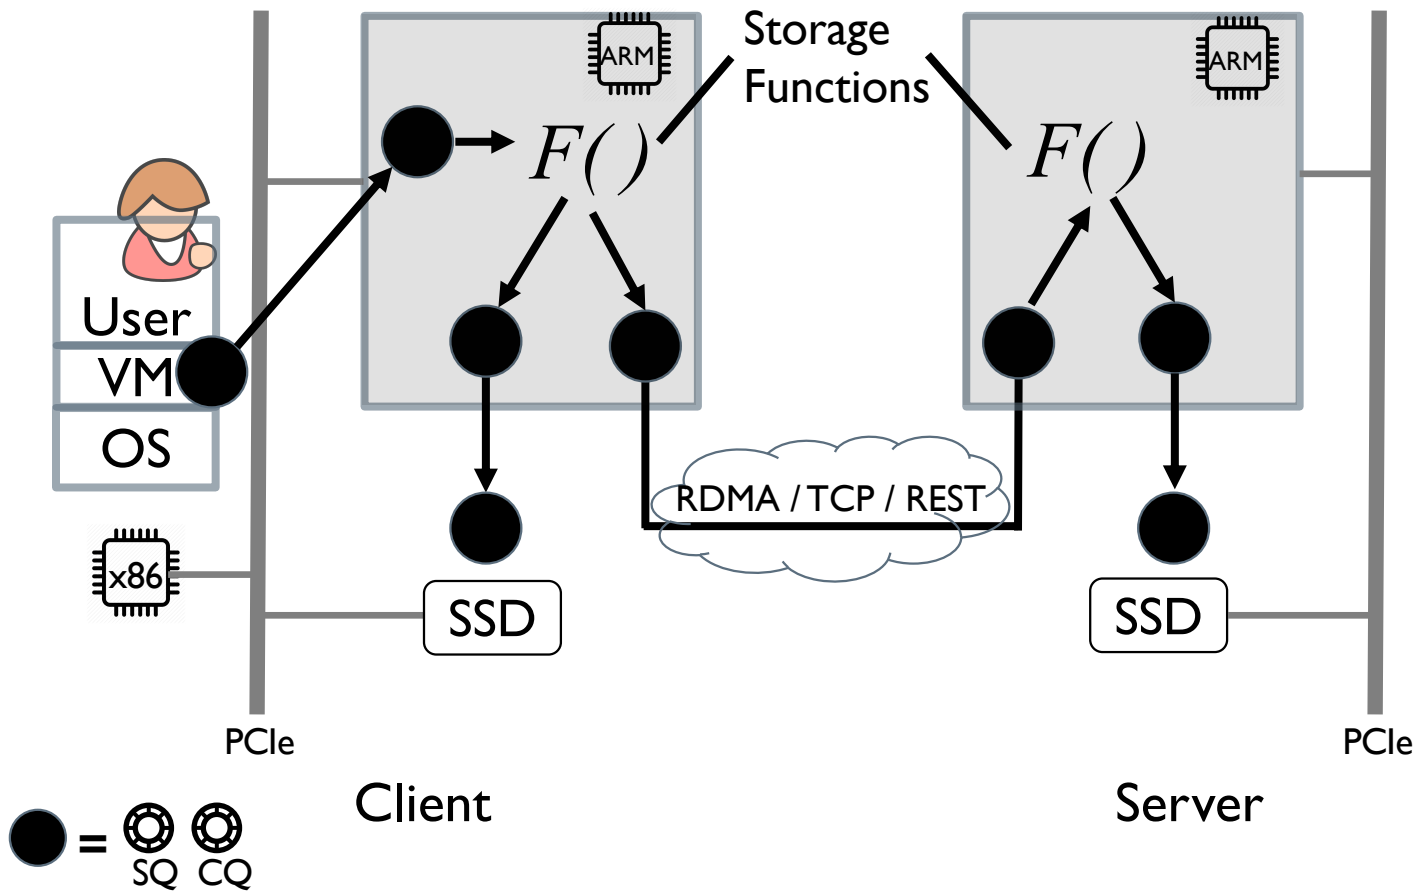 Storage
Functions
ARM
ARM
F()
F()
User
VM
OS
RDMA / TCP / REST
x86
SSD
SSD
PCIe
PCIe
Client
Server
=
SQ
CQ